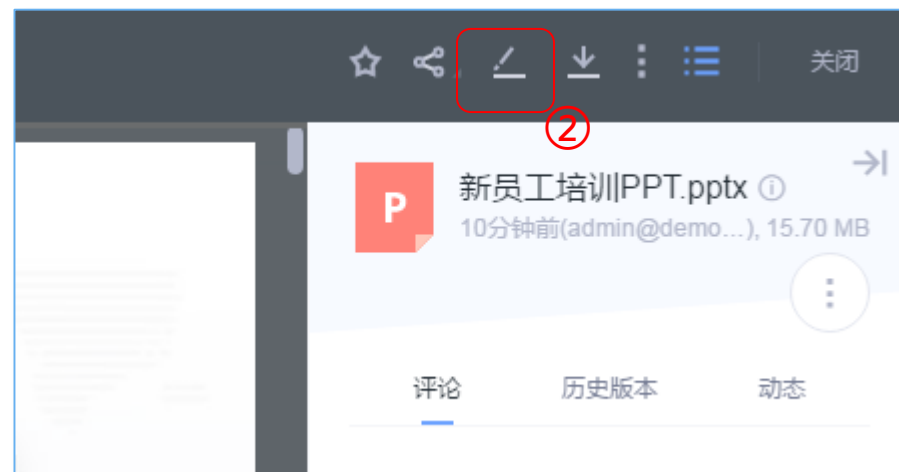 关闭
②
P
新员工培训PPT.pptx
10分钟前(admin@demo...), 15.70 MB
评论 历史版本 动态